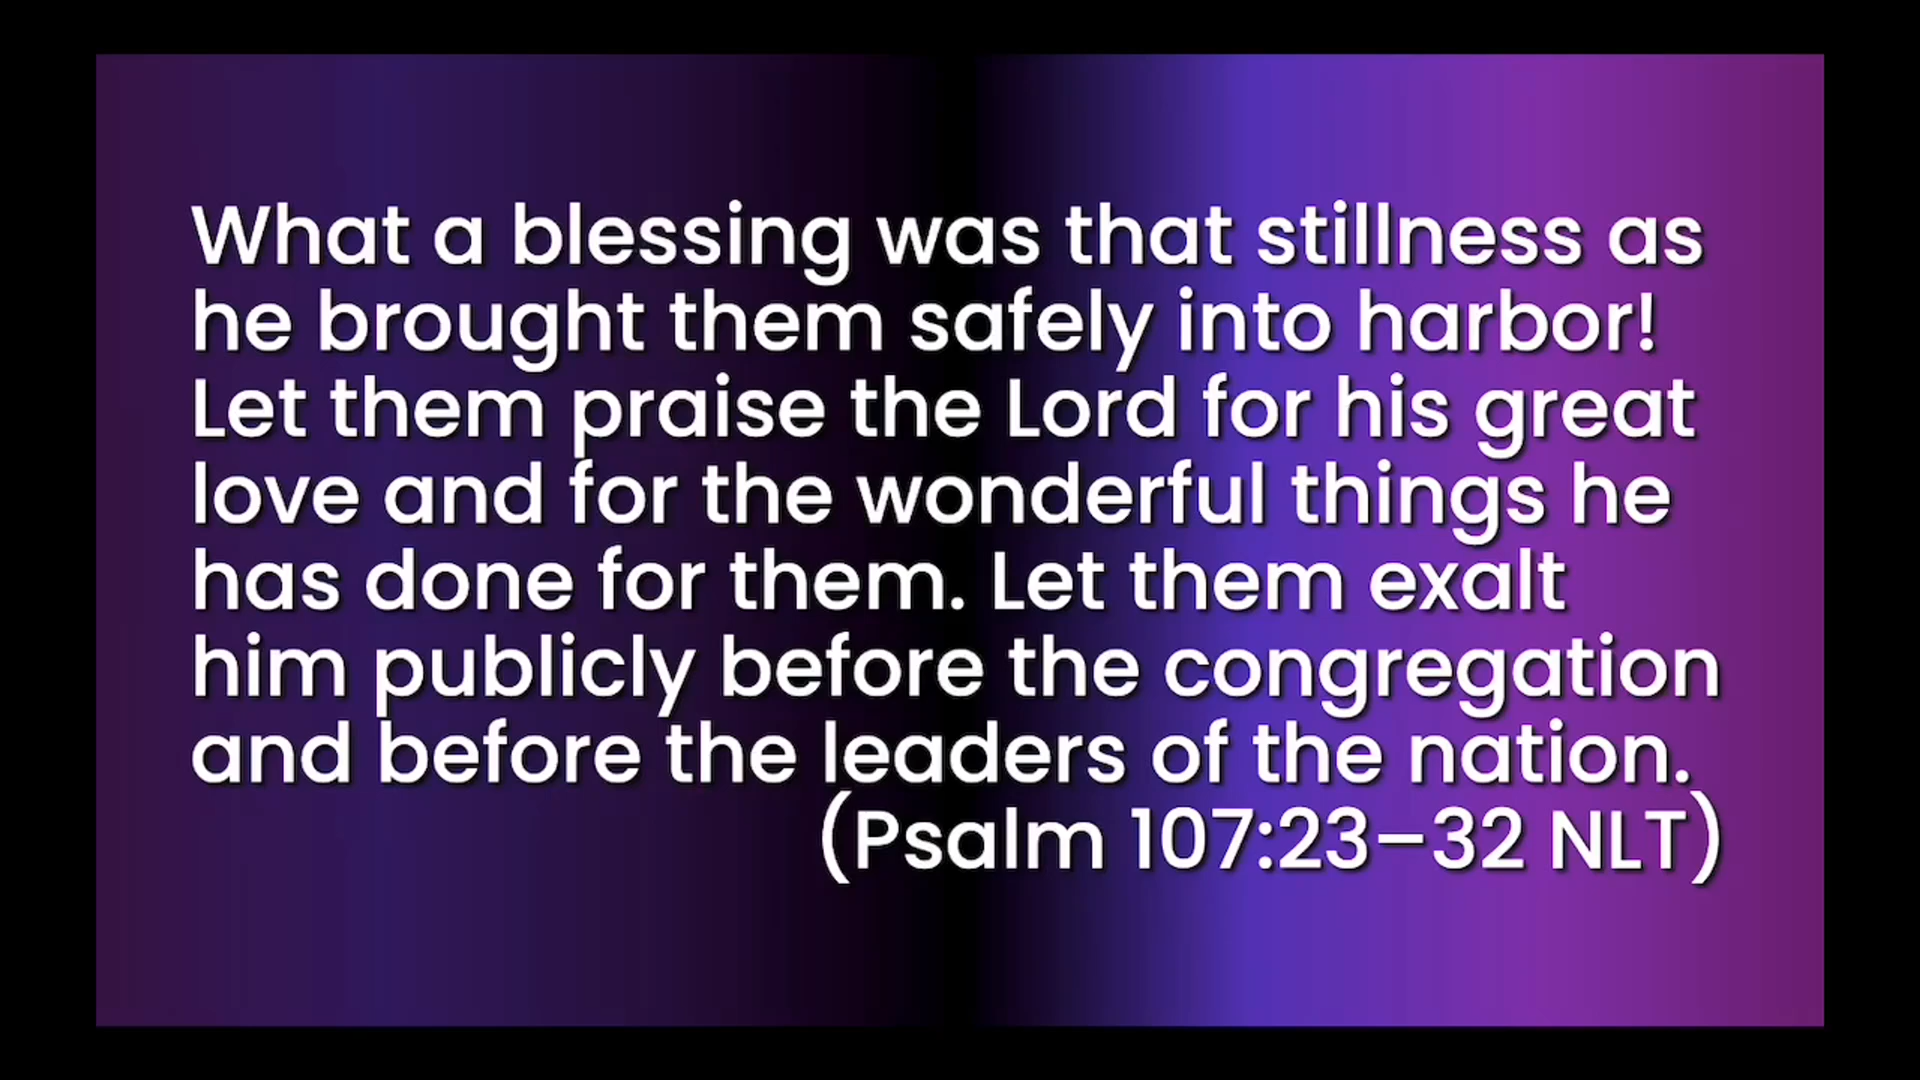 What a blessing was that stillness as
he brought them safely into harbor!
Let them praise the Lord for his great
love and for the wonderful things he
has done for them. Let them exalt
him publicly before the congregation
and before the leaders of the nation.
(Psalm 107:23–32 NLT)